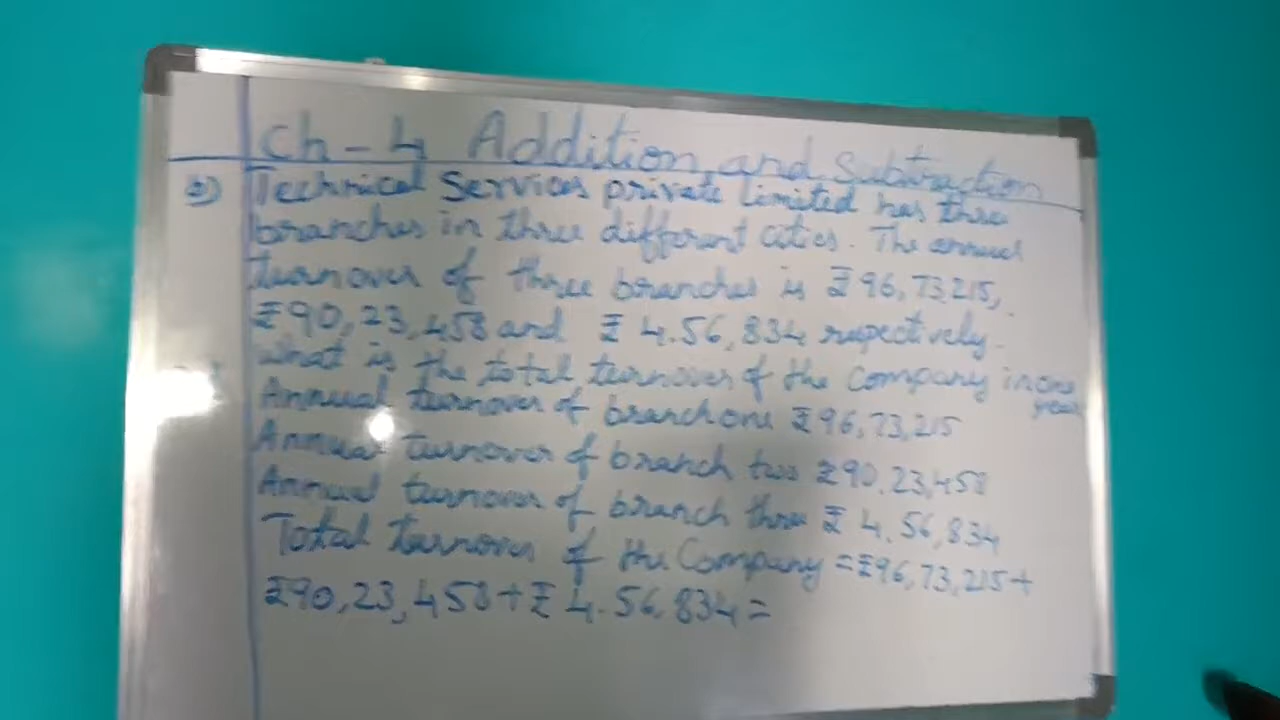 Ch - 4 Addition and Subtraction
2) Technical Services private limited has three
branches in three different cities. The annual
turnover of three branches is ₹96,73,215,
₹90,23,458 and ₹ 4.56,834 respectively.
What is the total turnover of the Company in one
year
Annual turnover of branch one ₹96,73,215
Annual turnover of branch two ₹90,23,458
Annual turnover of branch three ₹ 4,56,834
Total turnover of the Company = ₹96,73,215+
₹90,23,458+₹ 4.56,834=